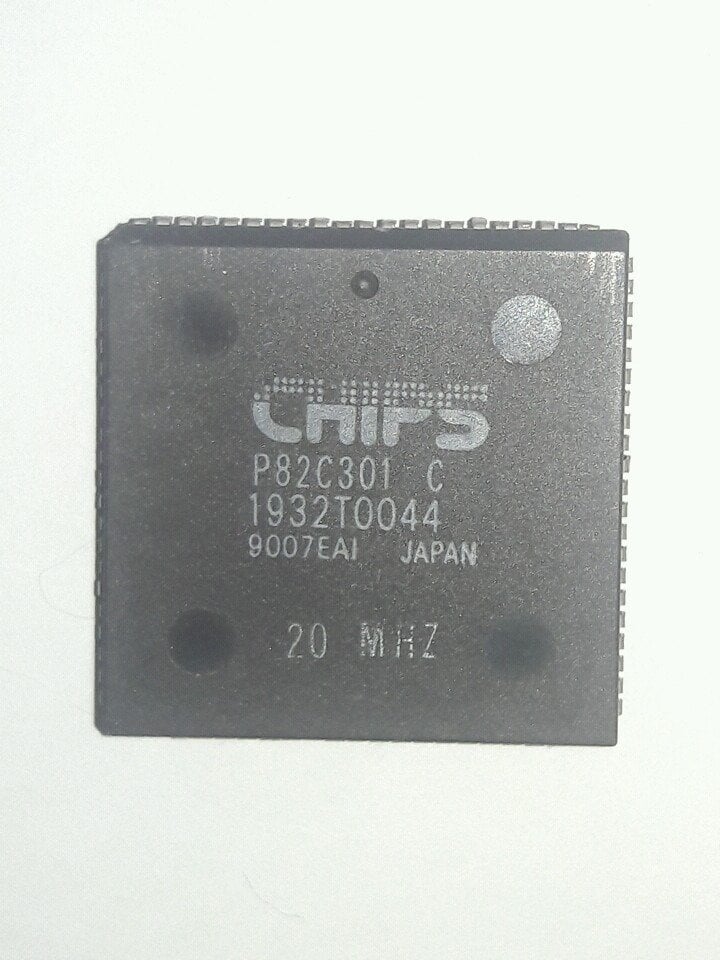 CHIPS
P82C301 C
1932T0044
9007EAI JAPAN
20 MHZ